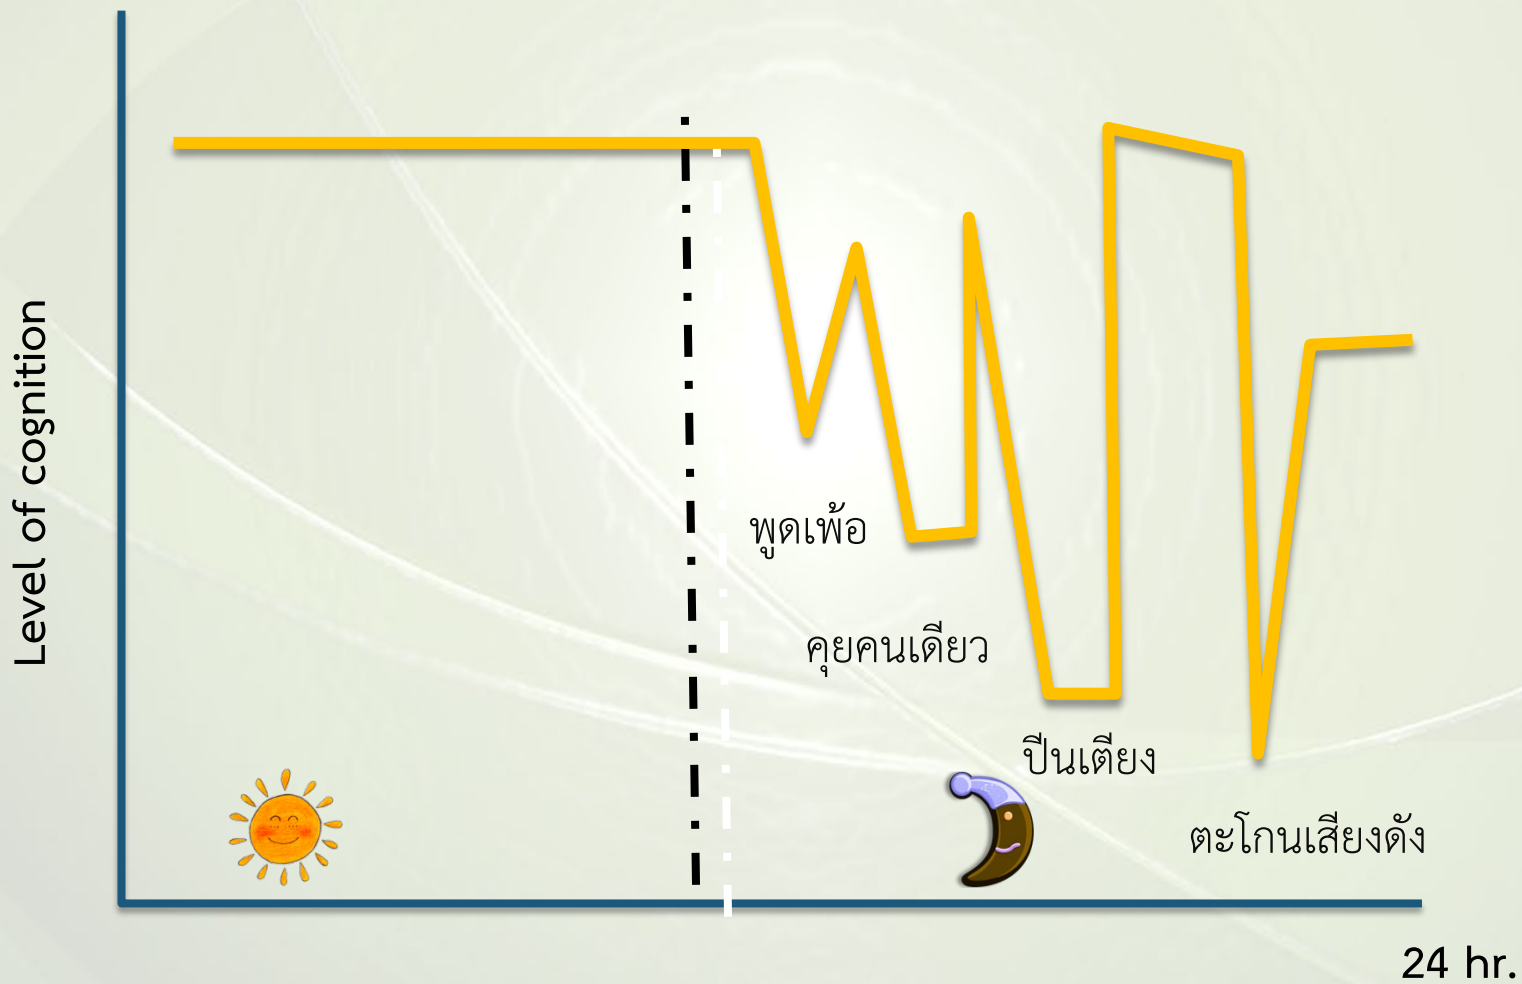 Level of cognition
พูดเพ้อ
คุยคนเดียว
ปีนเตียง
ตะโกนเสียงดัง
24 hr.